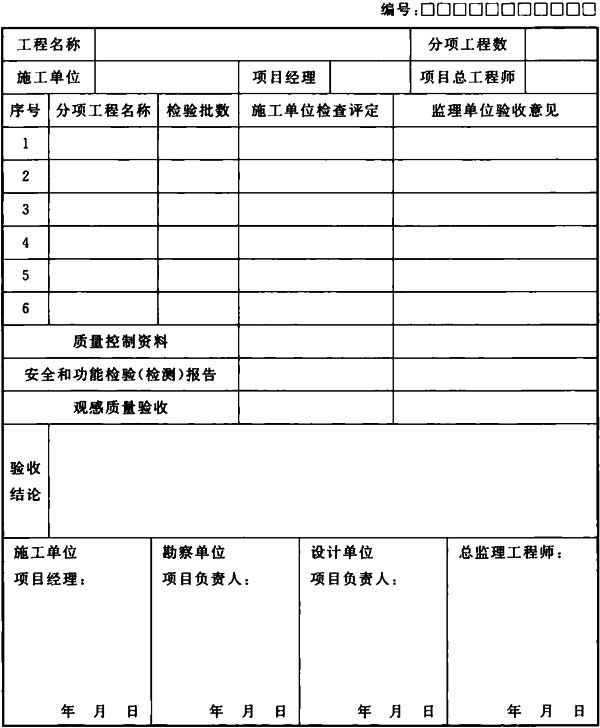 编号:□□□□□□□□□□□
工程名称 分项工程数
施工单位 项目经理 项目总工程师
序号 分项工程名称 检验批数 施工单位检查评定 监理单位验收意见
1
2
3
4
5
6
质量控制资料
安全和功能检验(检测)报告
观感质量验收
验收
结论
施工单位 勘察单位 设计单位 总监理工程师:
项目经理: 项目负责人: 项目负责人:
年 月 日 年 月 日 年 月 日 年 月 日